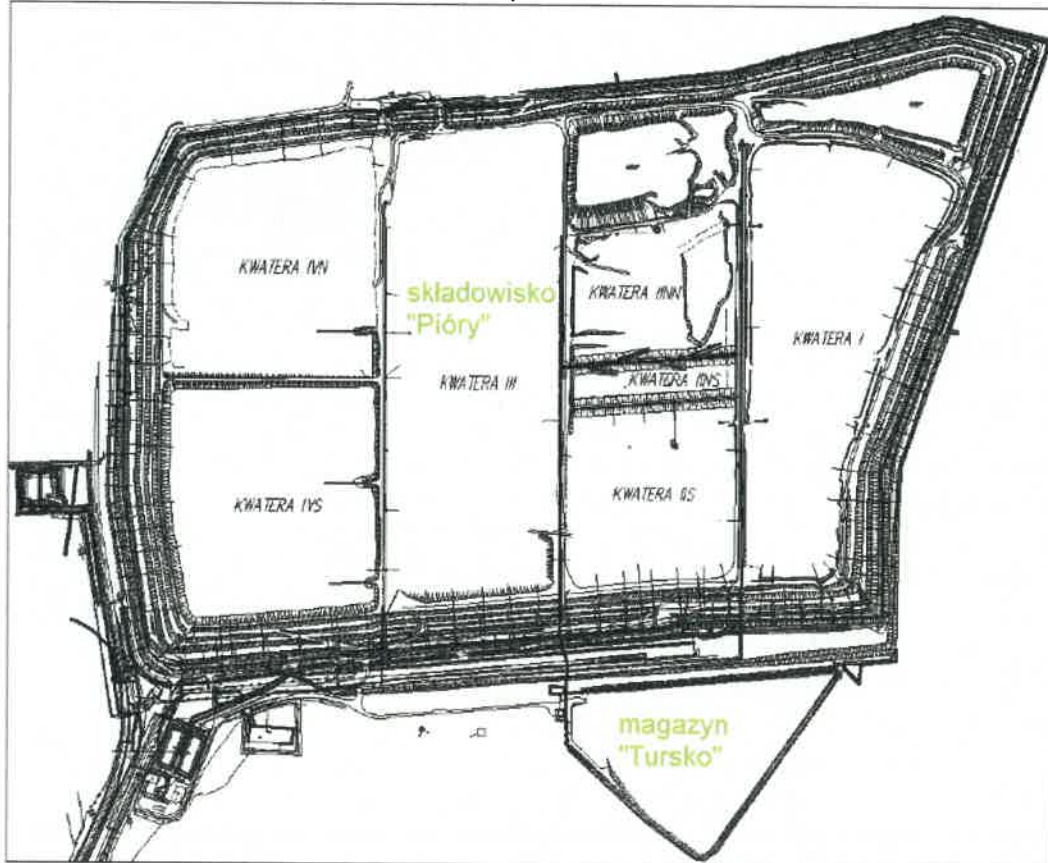 KWATERA IVN
składowisko
"Pióry"
KWATERA IINN
KWATERA I
KWATERA III
KWATERA IINS
KWATERA IVS
KWATERA IIS
magazyn
"Tursko"